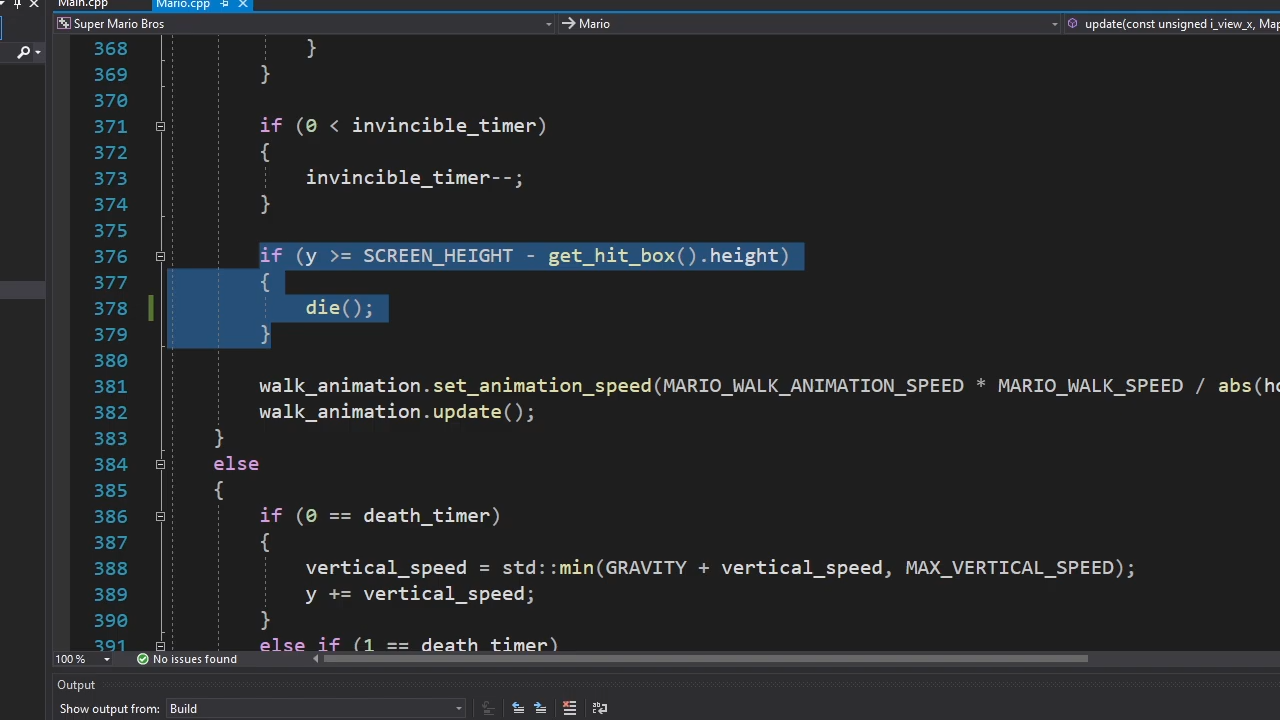 Main.cpp Mario.cpp
Super Mario Bros Mario update(const unsigned i_view_x, Map
368 }
369 }
370
371 if (0 < invincible_timer)
372 {
373 invincible_timer--;
374 }
375
376 if (y >= SCREEN_HEIGHT - get_hit_box().height)
377 {
378 die();
379 }
380
381 walk_animation.set_animation_speed(MARIO_WALK_ANIMATION_SPEED * MARIO_WALK_SPEED / abs(ho
382 walk_animation.update();
383 }
384 else
385 {
386 if (0 == death_timer)
387 {
388 vertical_speed = std::min(GRAVITY + vertical_speed, MAX_VERTICAL_SPEED);
389 y += vertical_speed;
390 }
391 else if (1 == death_timer)
100 % No issues found
Output
Show output from: Build